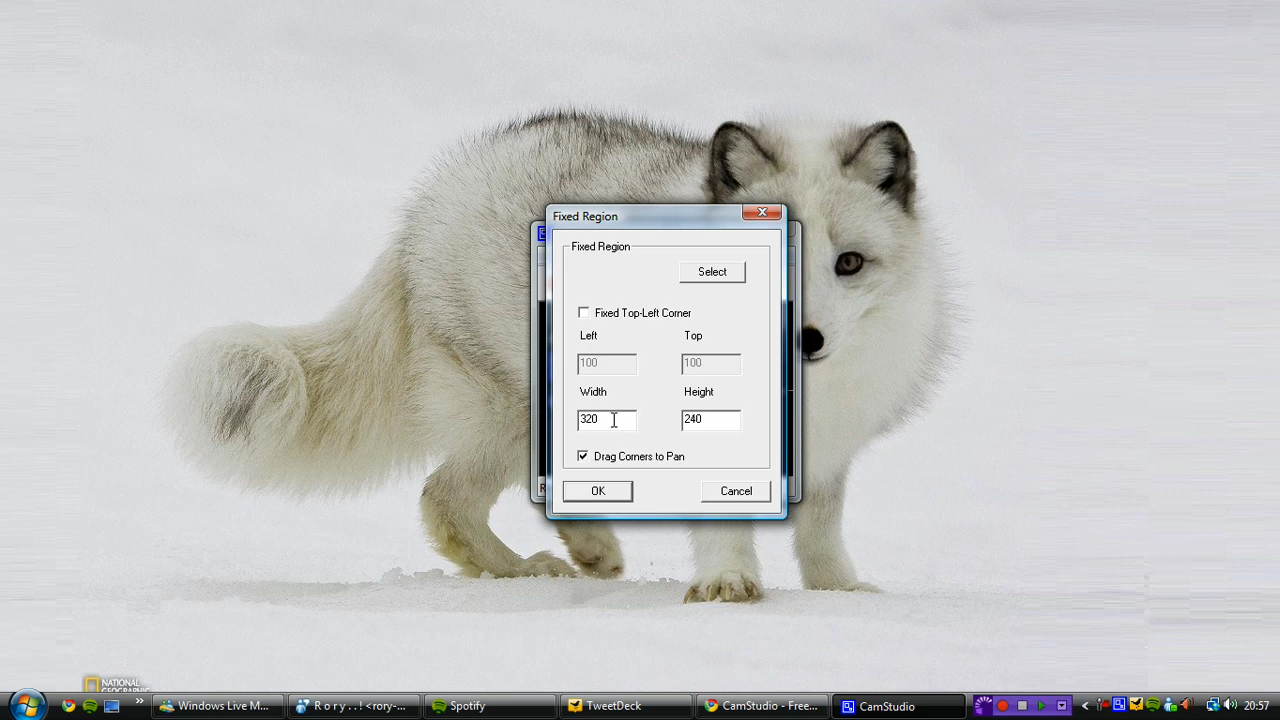 Fixed Region
Fixed Region
Select
Fixed Top-Left Corner
Left Top
100 100
Width Height
320 240
Drag Corners to Pan
OK Cancel
NATIONAL
Windows Live M... R o r y . . ! <rory-... Spotify TweetDeck CamStudio - Free... CamStudio 20:57